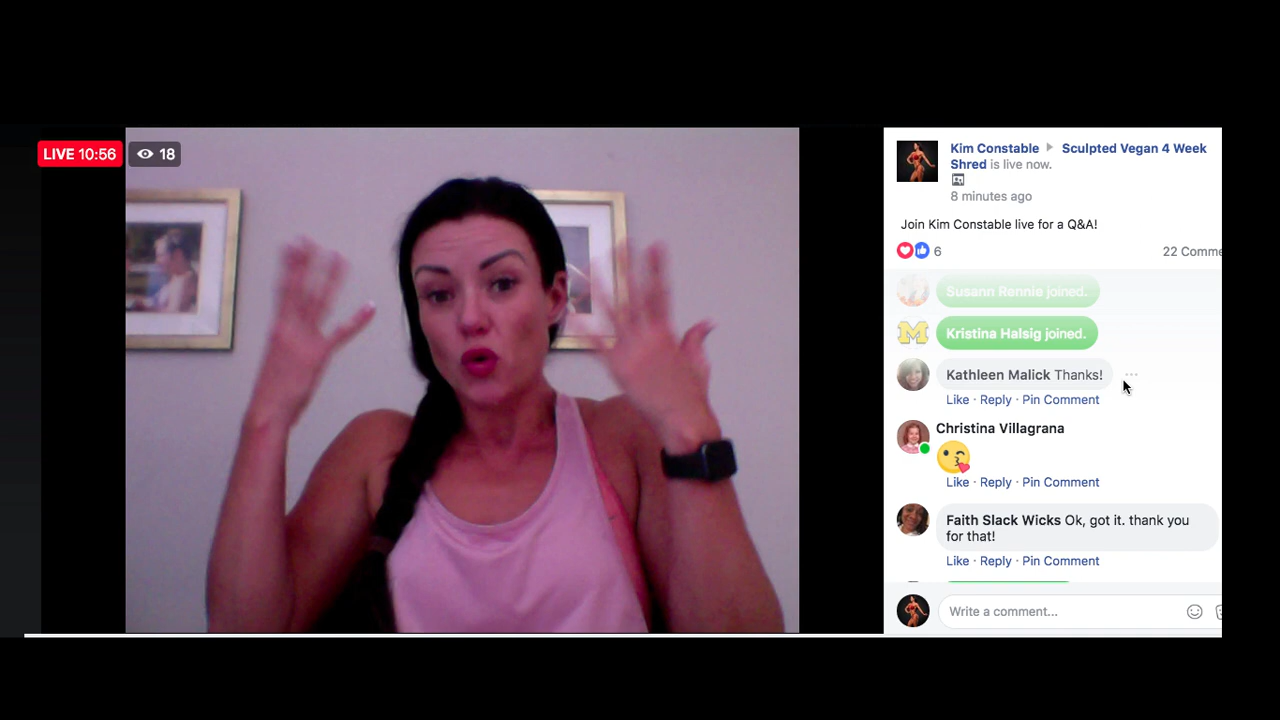 LIVE 10:56
18
Kim Constable Sculpted Vegan 4 Week
Shred is live now.
8 minutes ago
Join Kim Constable live for a Q&A!
6
22 Comme
Susann Rennie joined.
M
Kristina Halsig joined.
Kathleen Malick Thanks!
Like · Reply · Pin Comment
Christina Villagrana
Like · Reply · Pin Comment
Faith Slack Wicks Ok, got it. thank you
for that!
Like · Reply · Pin Comment
Write a comment...